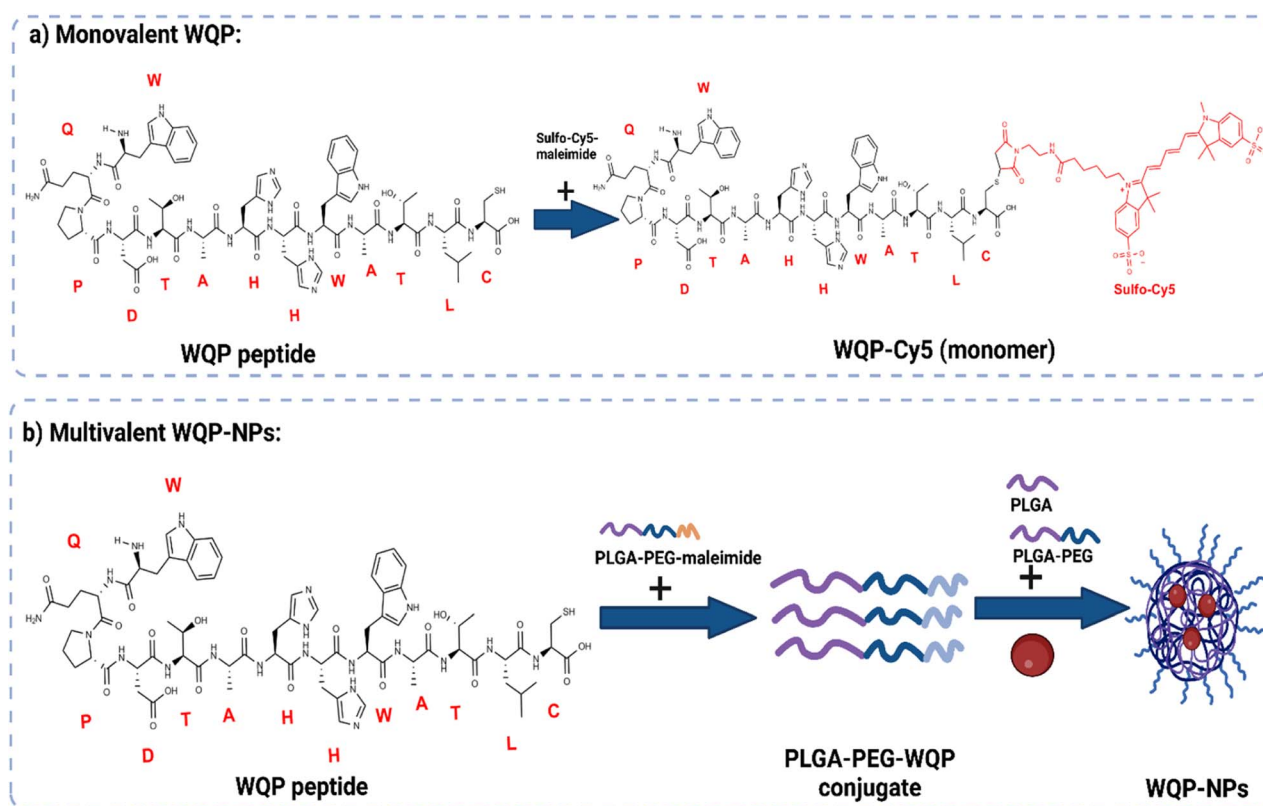 a) Monovalent WQP:
W
Q
P
D
T
A
H
H
W
A
T
L
C
WQP peptide
Sulfo-Cy5-
maleimide
+
W
Q
P
D
T
A
H
H
W
A
T
L
C
Sulfo-Cy5
WQP-Cy5 (monomer)
b) Multivalent WQP-NPs:
W
Q
P
D
T
A
H
H
W
A
T
L
C
WQP peptide
PLGA-PEG-maleimide
+
PLGA-PEG-WQP
conjugate
PLGA
PLGA-PEG
+
WQP-NPs